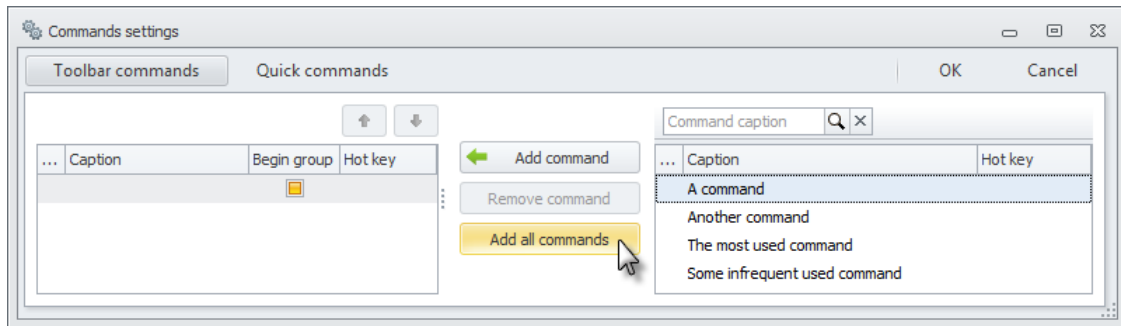 Commands settings
Toolbar commands Quick commands OK Cancel
Command caption
... Caption Begin group Hot key
Add command
Remove command
Add all commands
... Caption Hot key
A command
Another command
The most used command
Some infrequent used command